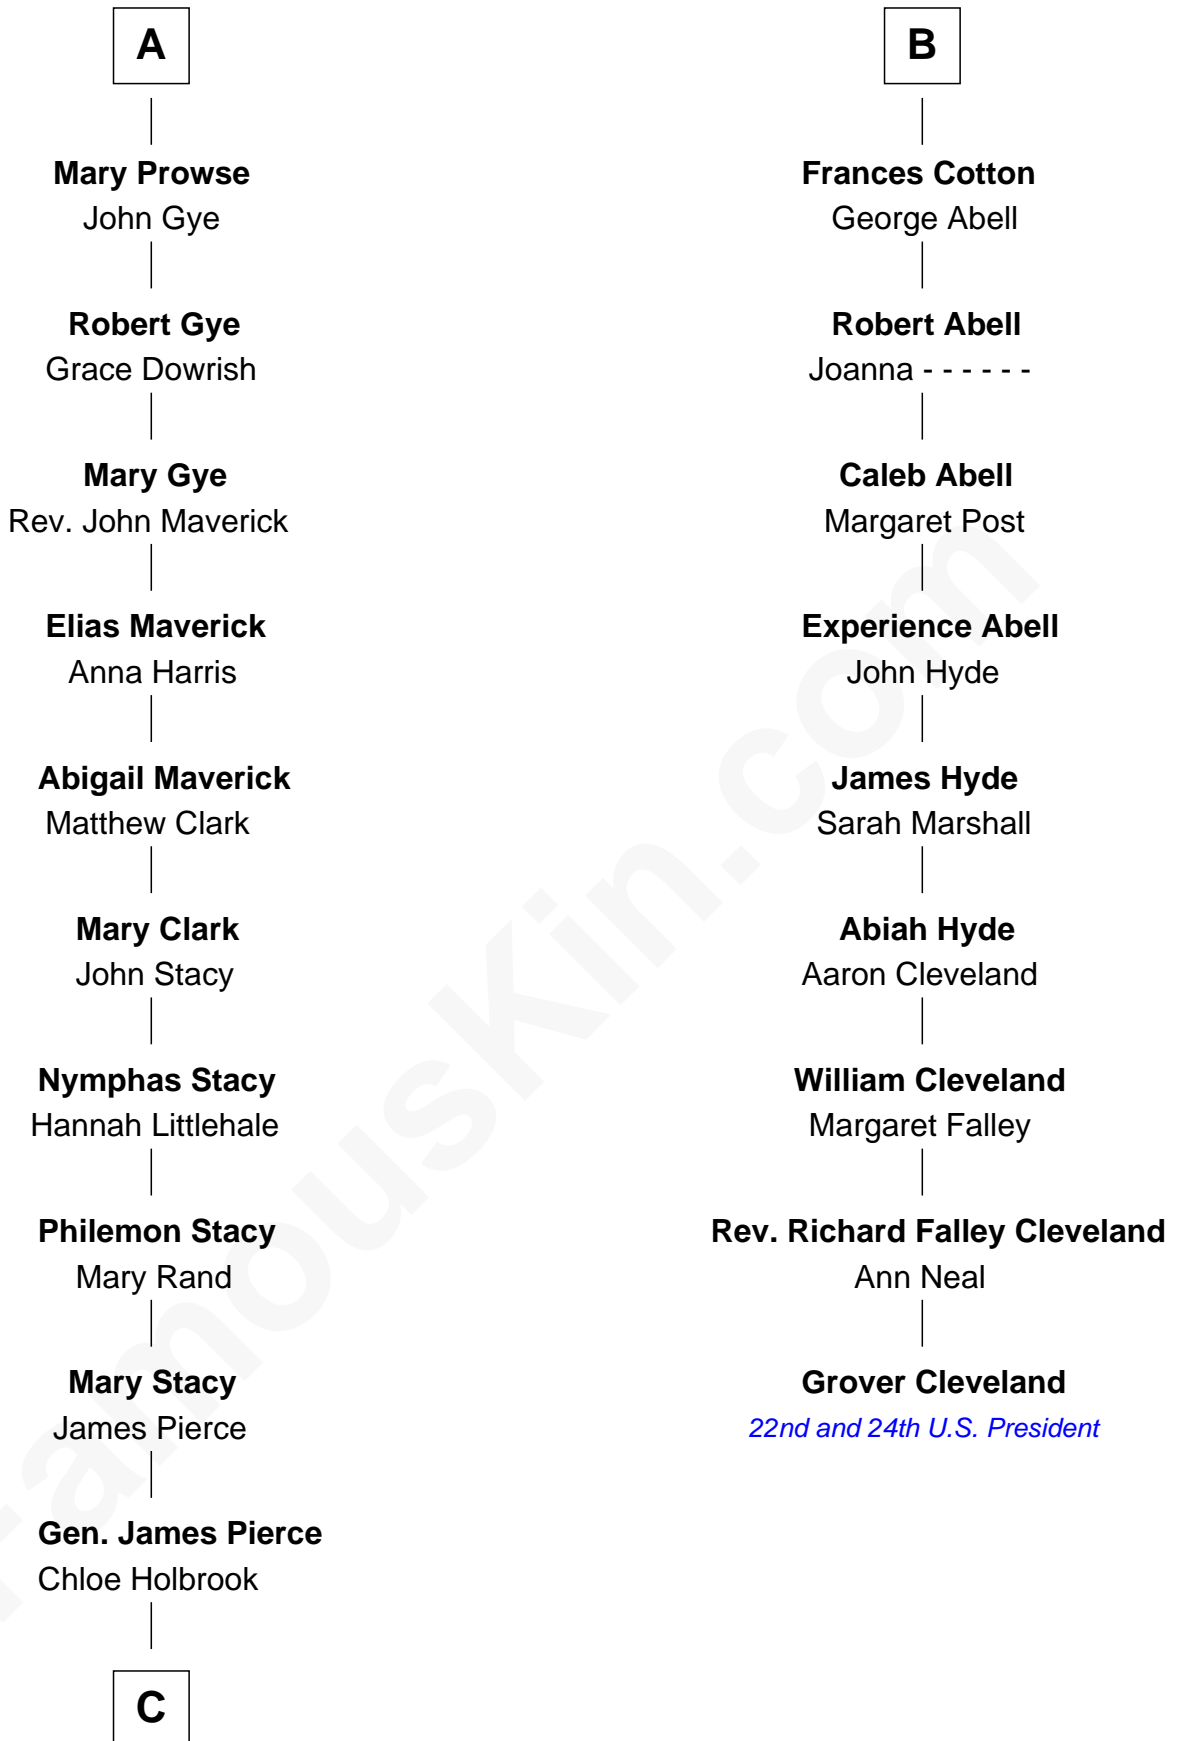 A
Mary Prowse
John Gye
Robert Gye
Grace Dowrish
Mary Gye
Rev. John Maverick
Elias Maverick
Anna Harris
Abigail Maverick
Matthew Clark
Mary Clark
John Stacy
Nymphas Stacy
Hannah Littlehale
Philemon Stacy
Mary Rand
Mary Stacy
James Pierce
Gen. James Pierce
Chloe Holbrook
C
B
Frances Cotton
George Abell
Robert Abell
Joanna - - - - - -
Caleb Abell
Margaret Post
Experience Abell
John Hyde
James Hyde
Sarah Marshall
Abiah Hyde
Aaron Cleveland
William Cleveland
Margaret Falley
Rev. Richard Falley Cleveland
Ann Neal
Grover Cleveland
22nd and 24th U.S. President
FamousKin.com